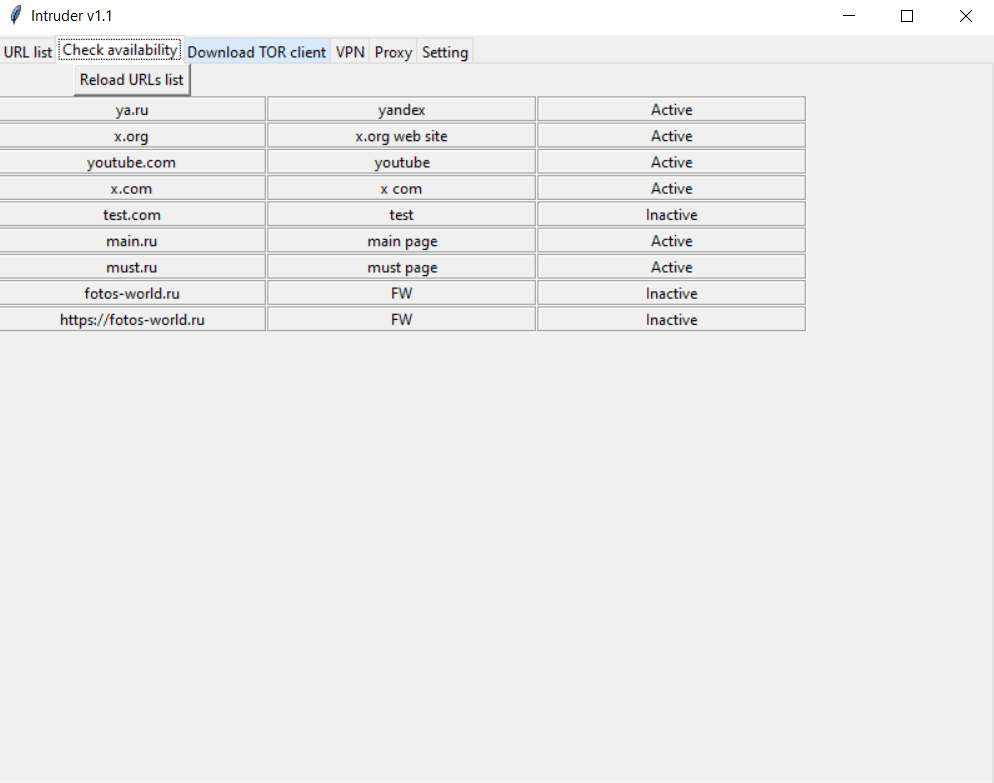 Intruder v1.1
URL list Check availability Download TOR client VPN Proxy Setting
Reload URLs list
ya.ru yandex Active
x.org x.org web site Active
youtube.com youtube Active
x.com x com Active
test.com test Inactive
main.ru main page Active
must.ru must page Active
fotos-world.ru FW Inactive
https://fotos-world.ru FW Inactive